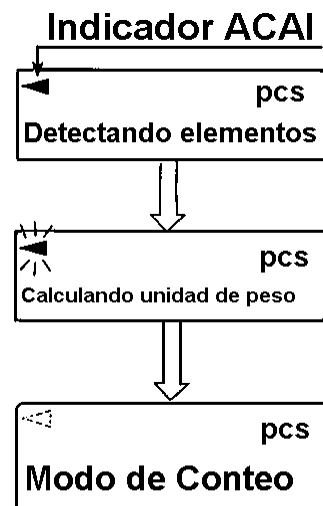 Indicador ACAI
pcs
Detectando elementos
pcs
Calculando unidad de peso
pcs
Modo de Conteo